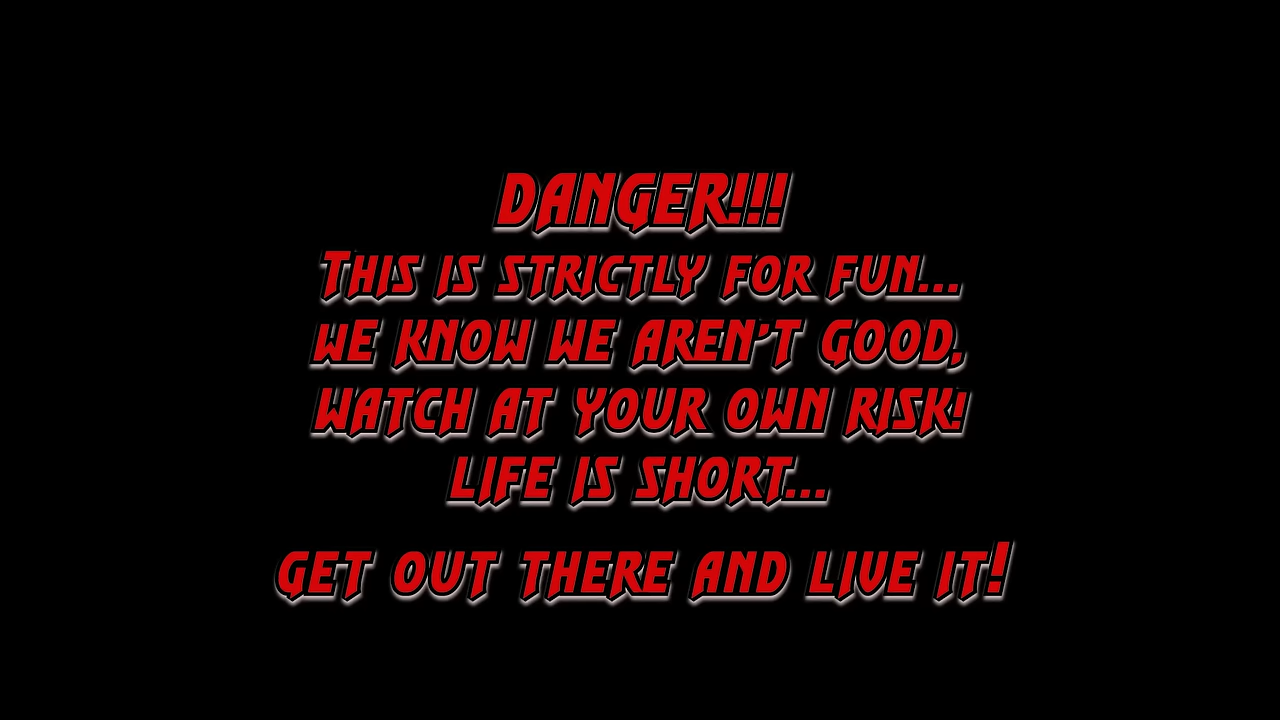 DANGER!!!
THIS IS STRICTLY FOR FUN...
WE KNOW WE AREN'T GOOD,
WATCH AT YOUR OWN RISK!
LIFE IS SHORT...
GET OUT THERE AND LIVE IT!